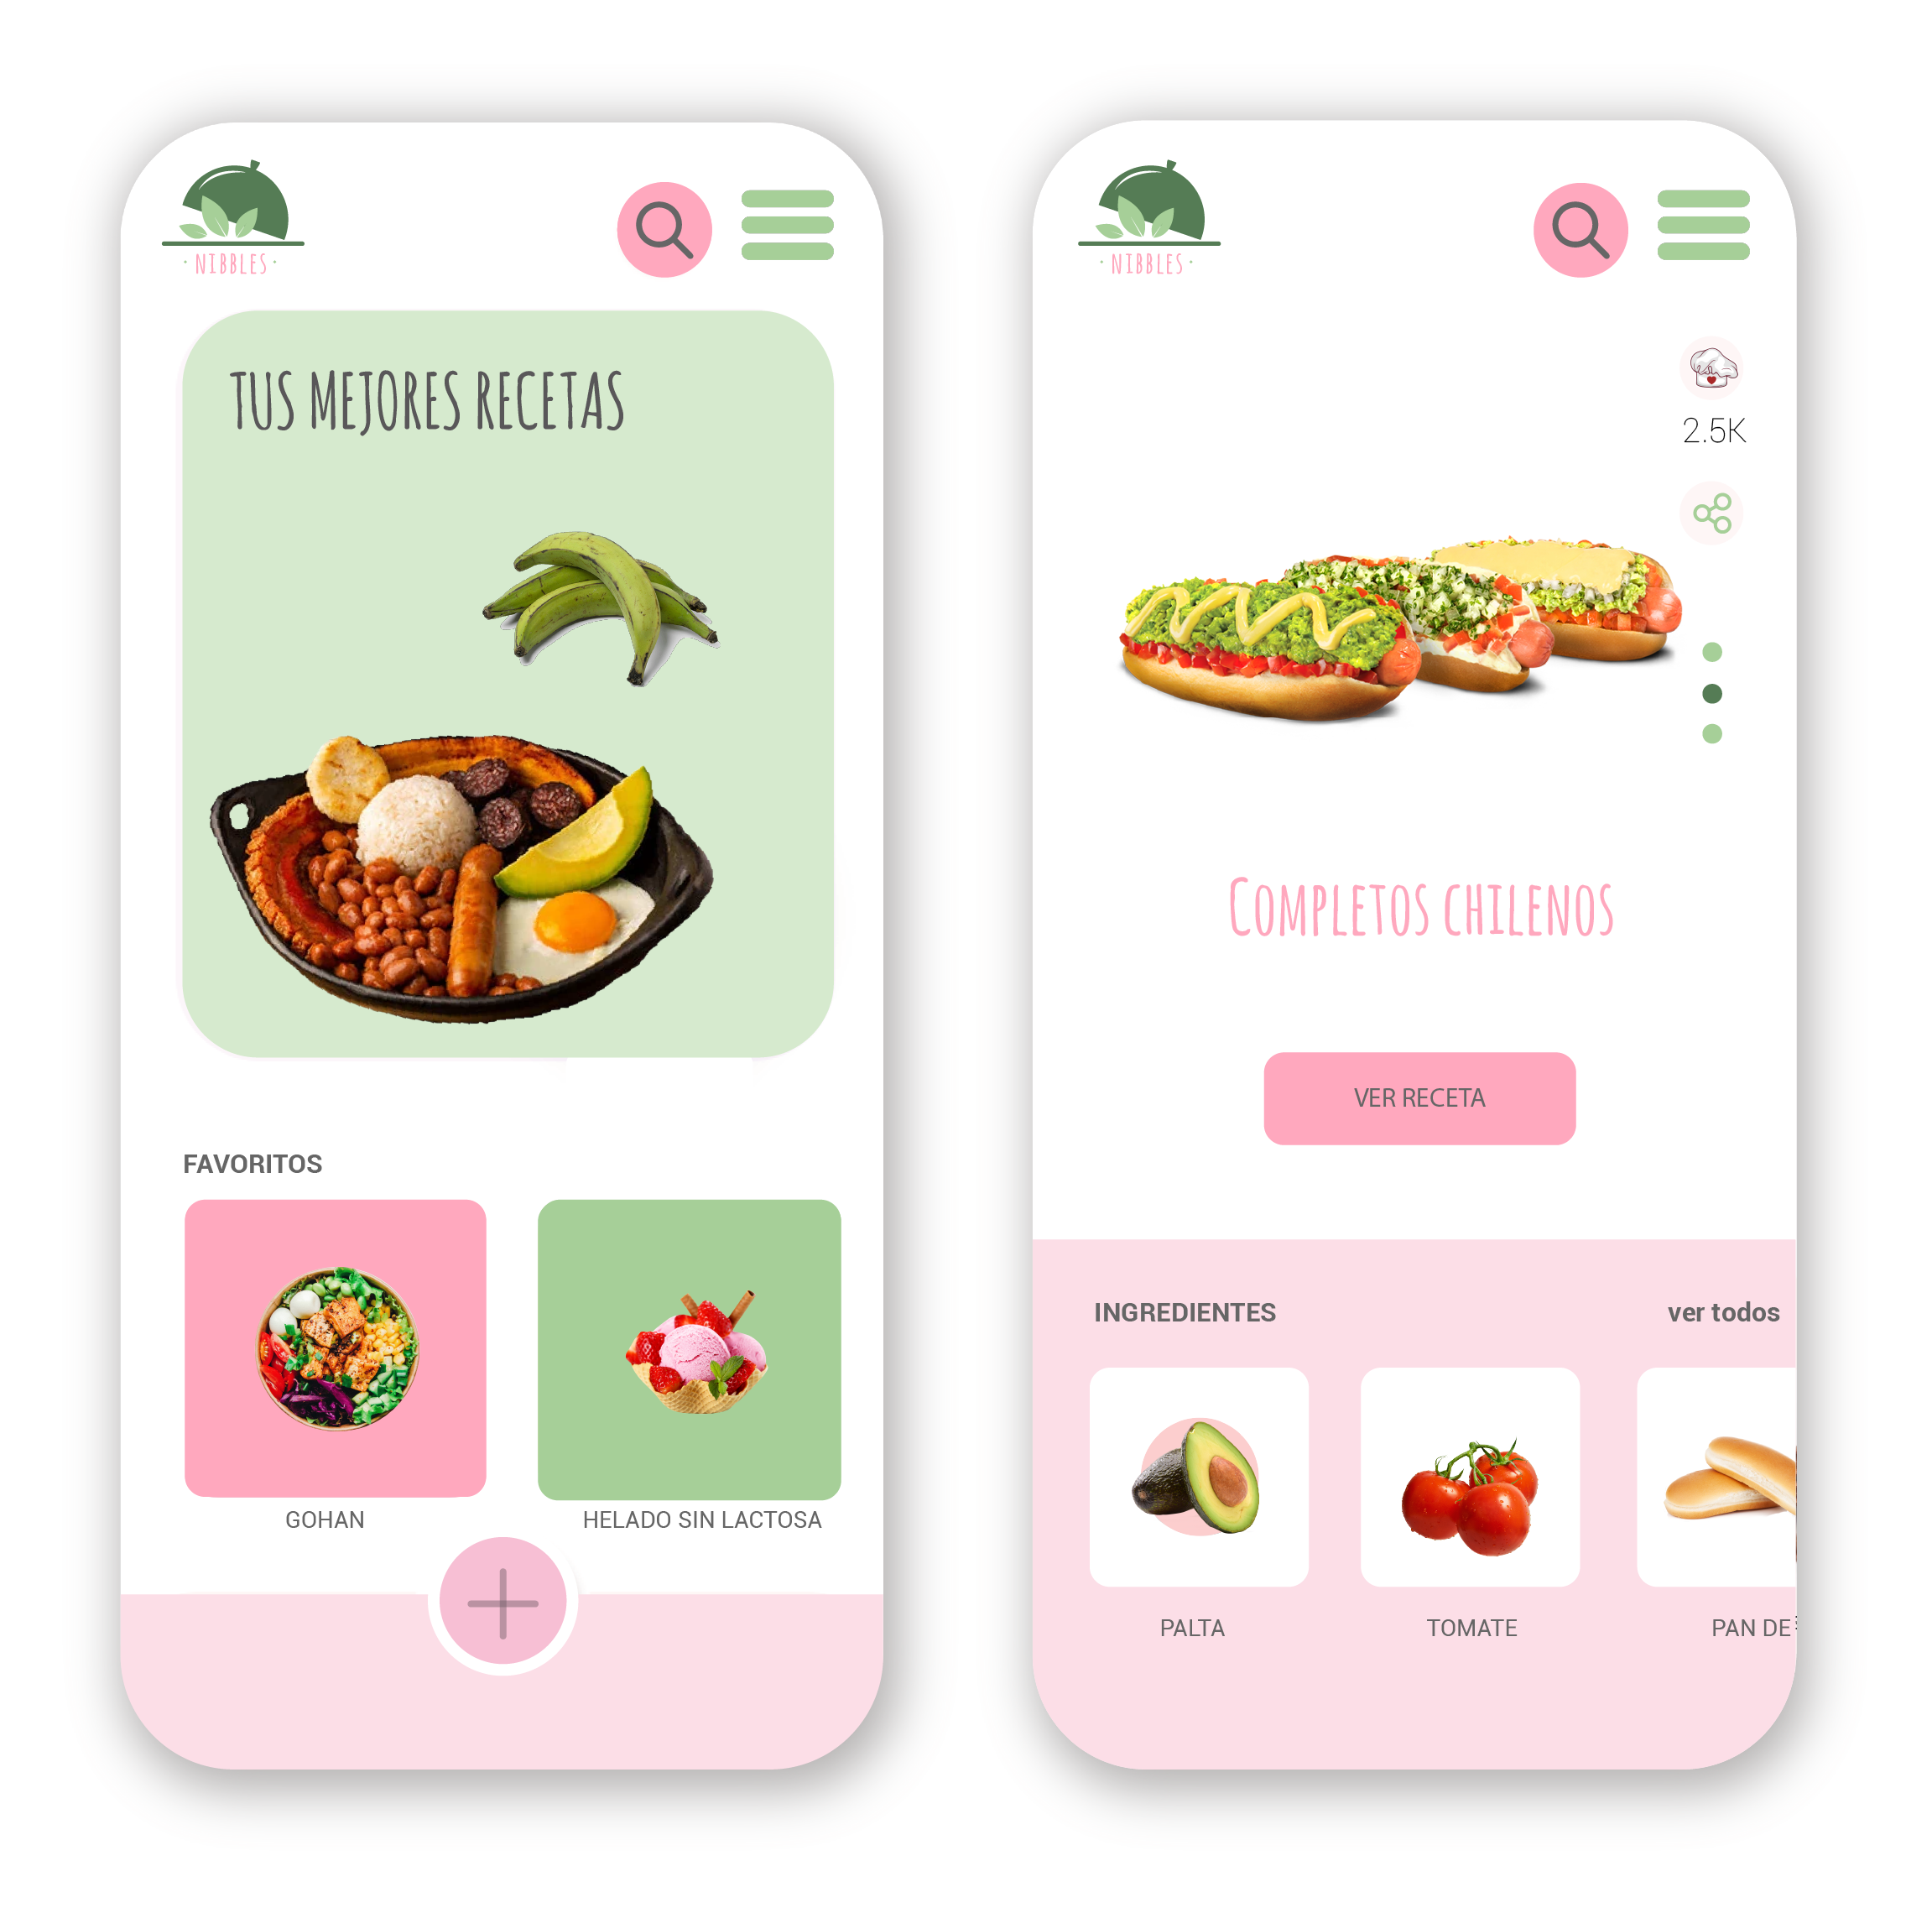 · NIBBLES ·
TUS MEJORES RECETAS
FAVORITOS
GOHAN
HELADO SIN LACTOSA
· NIBBLES ·
2.5K
COMPLETOS CHILENOS
VER RECETA
INGREDIENTES
ver todos
PALTA
TOMATE
PAN DE